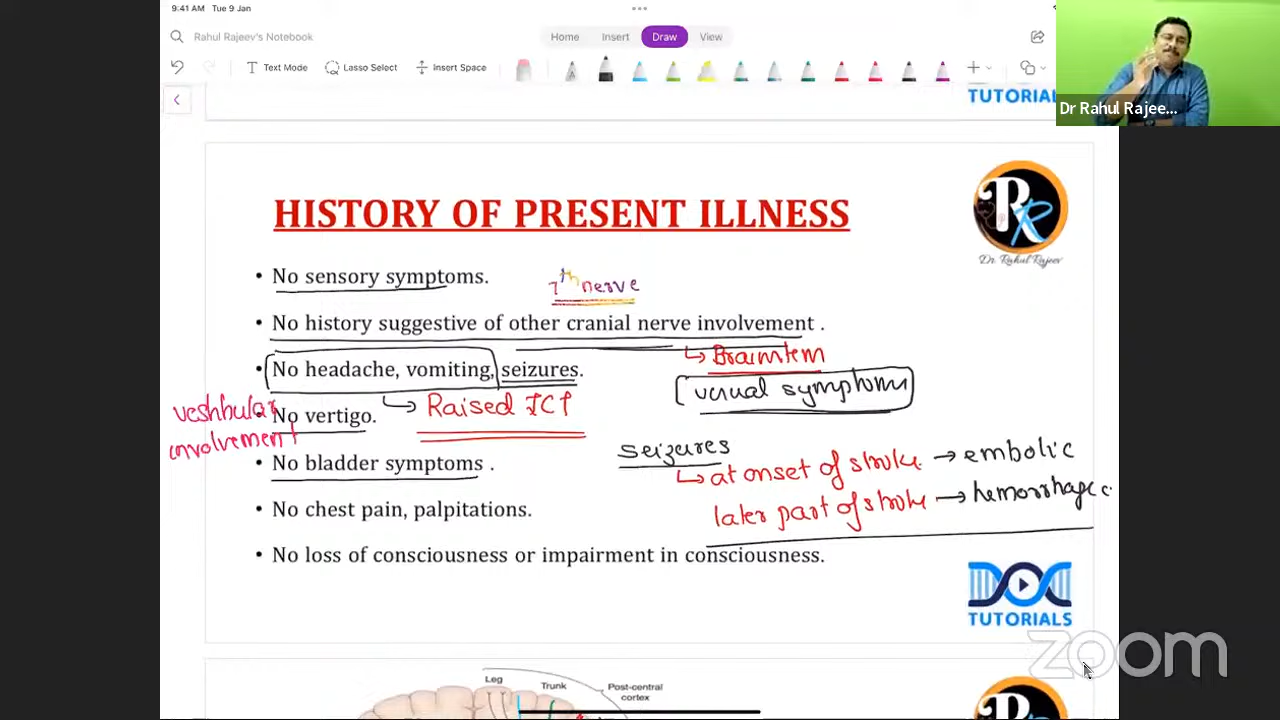 9:41 AM Tue 9 Jan
Rahul Rajeev's Notebook
Home Insert Draw View
Text Mode Lasso Select Insert Space
TUTORIAL
Dr Rahul Rajee...
HISTORY OF PRESENT ILLNESS
R R
Dr. Rahul Rajeev
• No sensory symptoms.
7th nerve
• No history suggestive of other cranial nerve involvement .
Brainstem
• No headache, vomiting, seizures.
visual symptoms
Raised ICP
• No vertigo.
vestibular
involvement
seizures
at onset of stroke → embolic
• No bladder symptoms .
later part of stroke → hemorrhage
• No chest pain, palpitations.
• No loss of consciousness or impairment in consciousness.
TUTORIALS
zoom
Leg
Trunk
Post-central
cortex